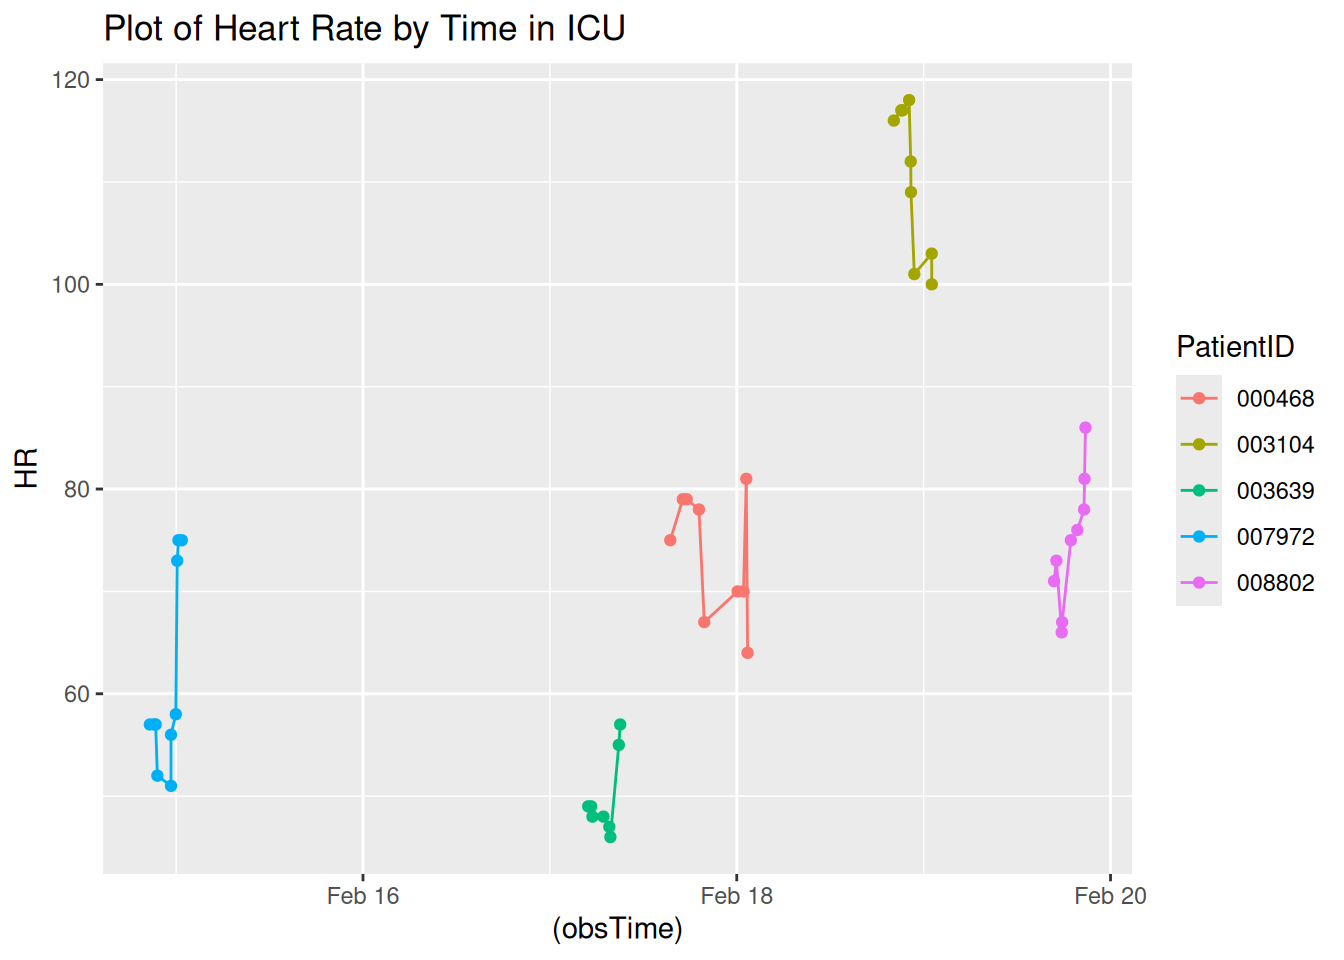 Plot of Heart Rate by Time in ICU
120
100
80
60
HR
Feb 16
Feb 18
Feb 20
(obsTime)
PatientID
000468
003104
003639
007972
008802